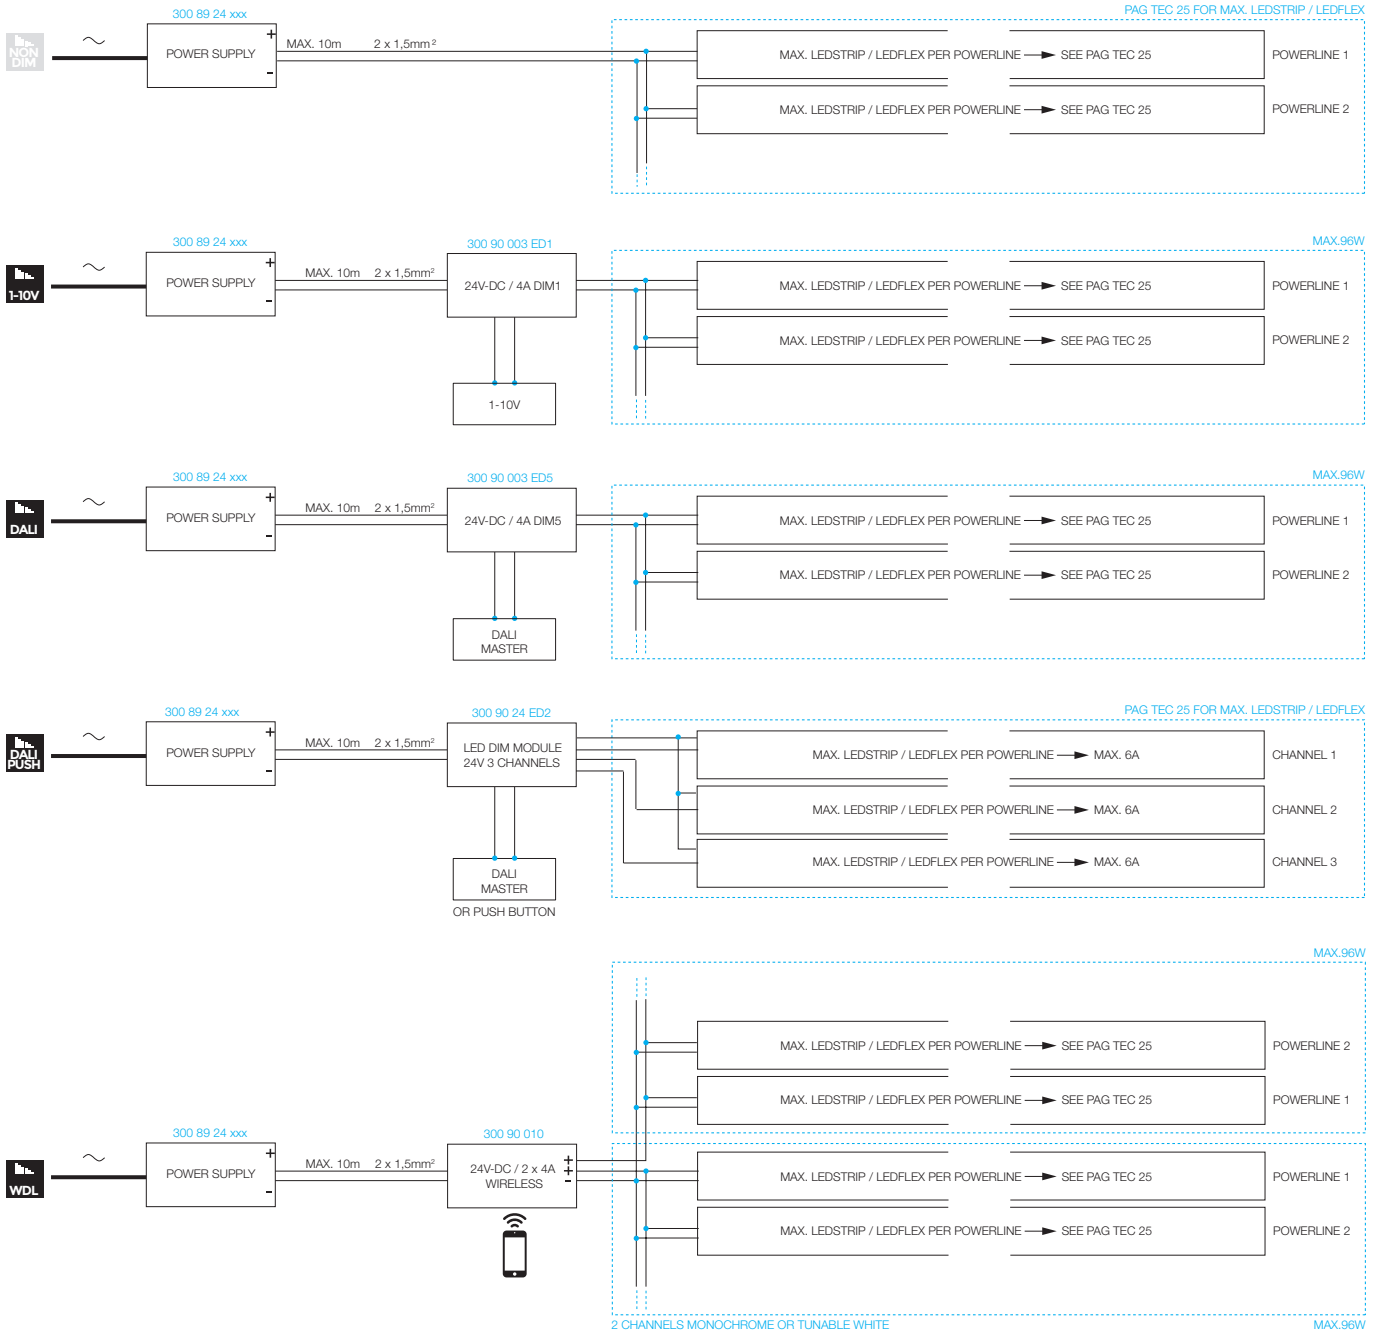 PAG TEC 25 FOR MAX. LEDSTRIP / LEDFLEX
300 89 24 xxx
NON
DIM
POWER SUPPLY
+
-
MAX. 10m 2 x 1,5mm²
MAX. LEDSTRIP / LEDFLEX PER POWERLINE SEE PAG TEC 25
POWERLINE 1
MAX. LEDSTRIP / LEDFLEX PER POWERLINE SEE PAG TEC 25
POWERLINE 2
300 89 24 xxx
300 90 003 ED1
MAX.96W
1-10V
POWER SUPPLY
+
-
MAX. 10m 2 x 1,5mm²
24V-DC / 4A DIM1
MAX. LEDSTRIP / LEDFLEX PER POWERLINE SEE PAG TEC 25
POWERLINE 1
MAX. LEDSTRIP / LEDFLEX PER POWERLINE SEE PAG TEC 25
POWERLINE 2
1-10V
300 89 24 xxx
300 90 003 ED5
MAX.96W
DALI
POWER SUPPLY
+
-
MAX. 10m 2 x 1,5mm²
24V-DC / 4A DIM5
MAX. LEDSTRIP / LEDFLEX PER POWERLINE SEE PAG TEC 25
POWERLINE 1
MAX. LEDSTRIP / LEDFLEX PER POWERLINE SEE PAG TEC 25
POWERLINE 2
DALI
MASTER
300 89 24 xxx
300 90 24 ED2
PAG TEC 25 FOR MAX. LEDSTRIP / LEDFLEX
DALI
PUSH
POWER SUPPLY
+
-
MAX. 10m 2 x 1,5mm²
LED DIM MODULE
24V 3 CHANNELS
MAX. LEDSTRIP / LEDFLEX PER POWERLINE MAX. 6A
CHANNEL 1
MAX. LEDSTRIP / LEDFLEX PER POWERLINE MAX. 6A
CHANNEL 2
MAX. LEDSTRIP / LEDFLEX PER POWERLINE MAX. 6A
CHANNEL 3
DALI
MASTER
OR PUSH BUTTON
MAX.96W
MAX. LEDSTRIP / LEDFLEX PER POWERLINE SEE PAG TEC 25
POWERLINE 2
MAX. LEDSTRIP / LEDFLEX PER POWERLINE SEE PAG TEC 25
POWERLINE 1
300 89 24 xxx
300 90 010
WDL
POWER SUPPLY
+
-
MAX. 10m 2 x 1,5mm²
24V-DC / 2 x 4A
WIRELESS
+
+
-
MAX. LEDSTRIP / LEDFLEX PER POWERLINE SEE PAG TEC 25
POWERLINE 1
MAX. LEDSTRIP / LEDFLEX PER POWERLINE SEE PAG TEC 25
POWERLINE 2
2 CHANNELS MONOCHROME OR TUNABLE WHITE
MAX.96W